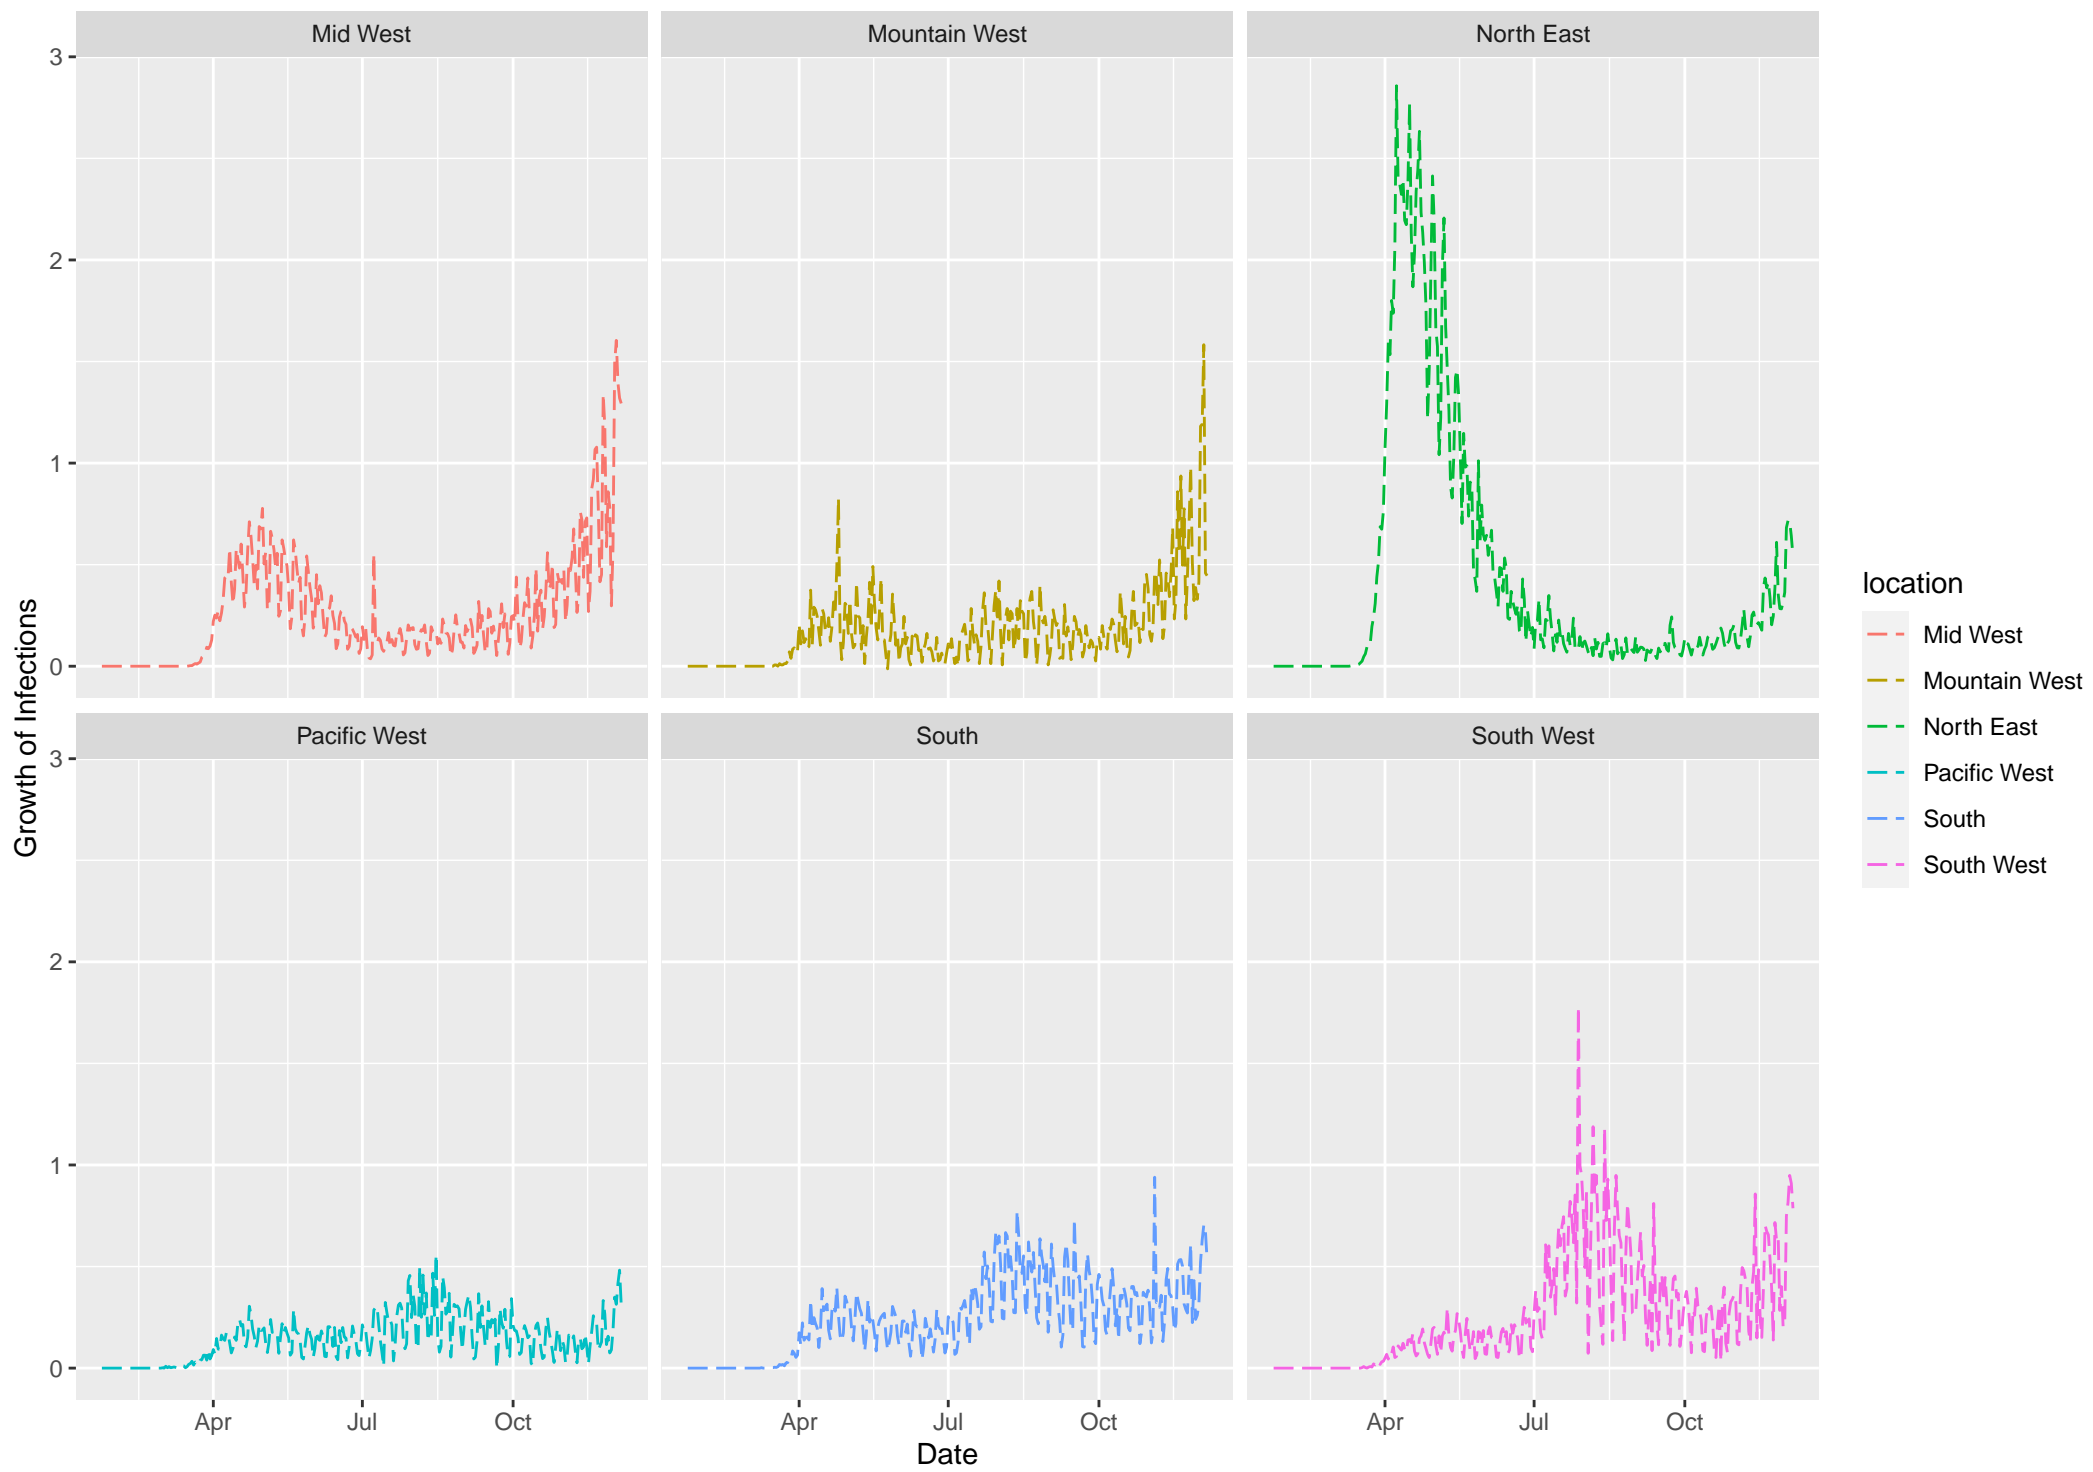 Mid West
Mountain West
North East
3
2
1
0
Pacific West
South
South West
3
2
1
0
Apr
Jul
Oct
Apr
Jul
Oct
Apr
Jul
Oct
Date
Growth of Infections
location
Mid West
Mountain West
North East
Pacific West
South
South West